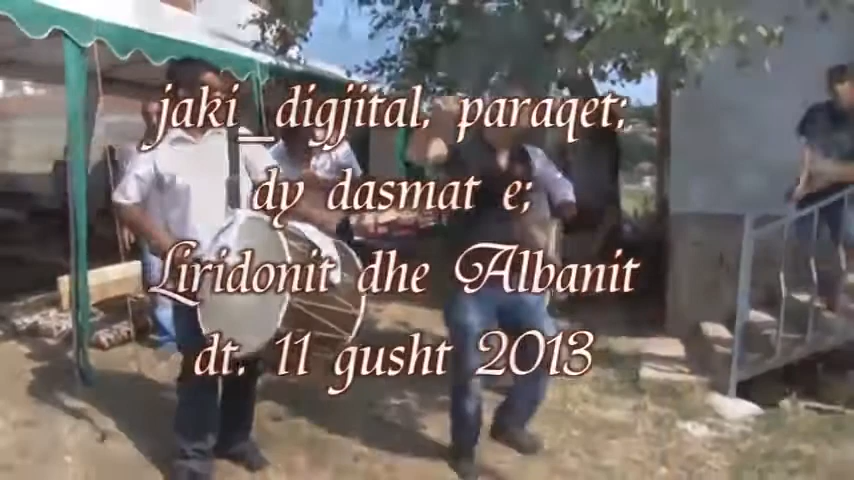 jaki_digjital, paraqet:
dy dasmat e;
Liridonit dhe Albanit
dt. 11 gusht 2013